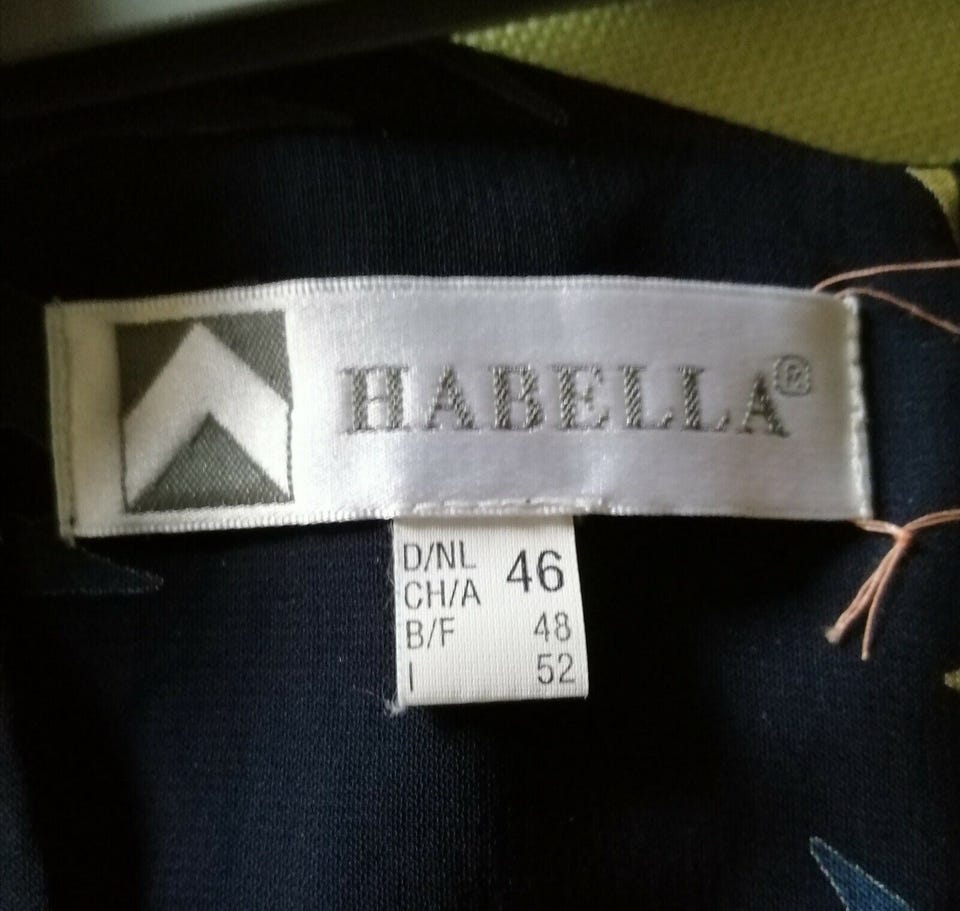 HABELLA®
D/NL
CH/A 46
B/F 48
I 52